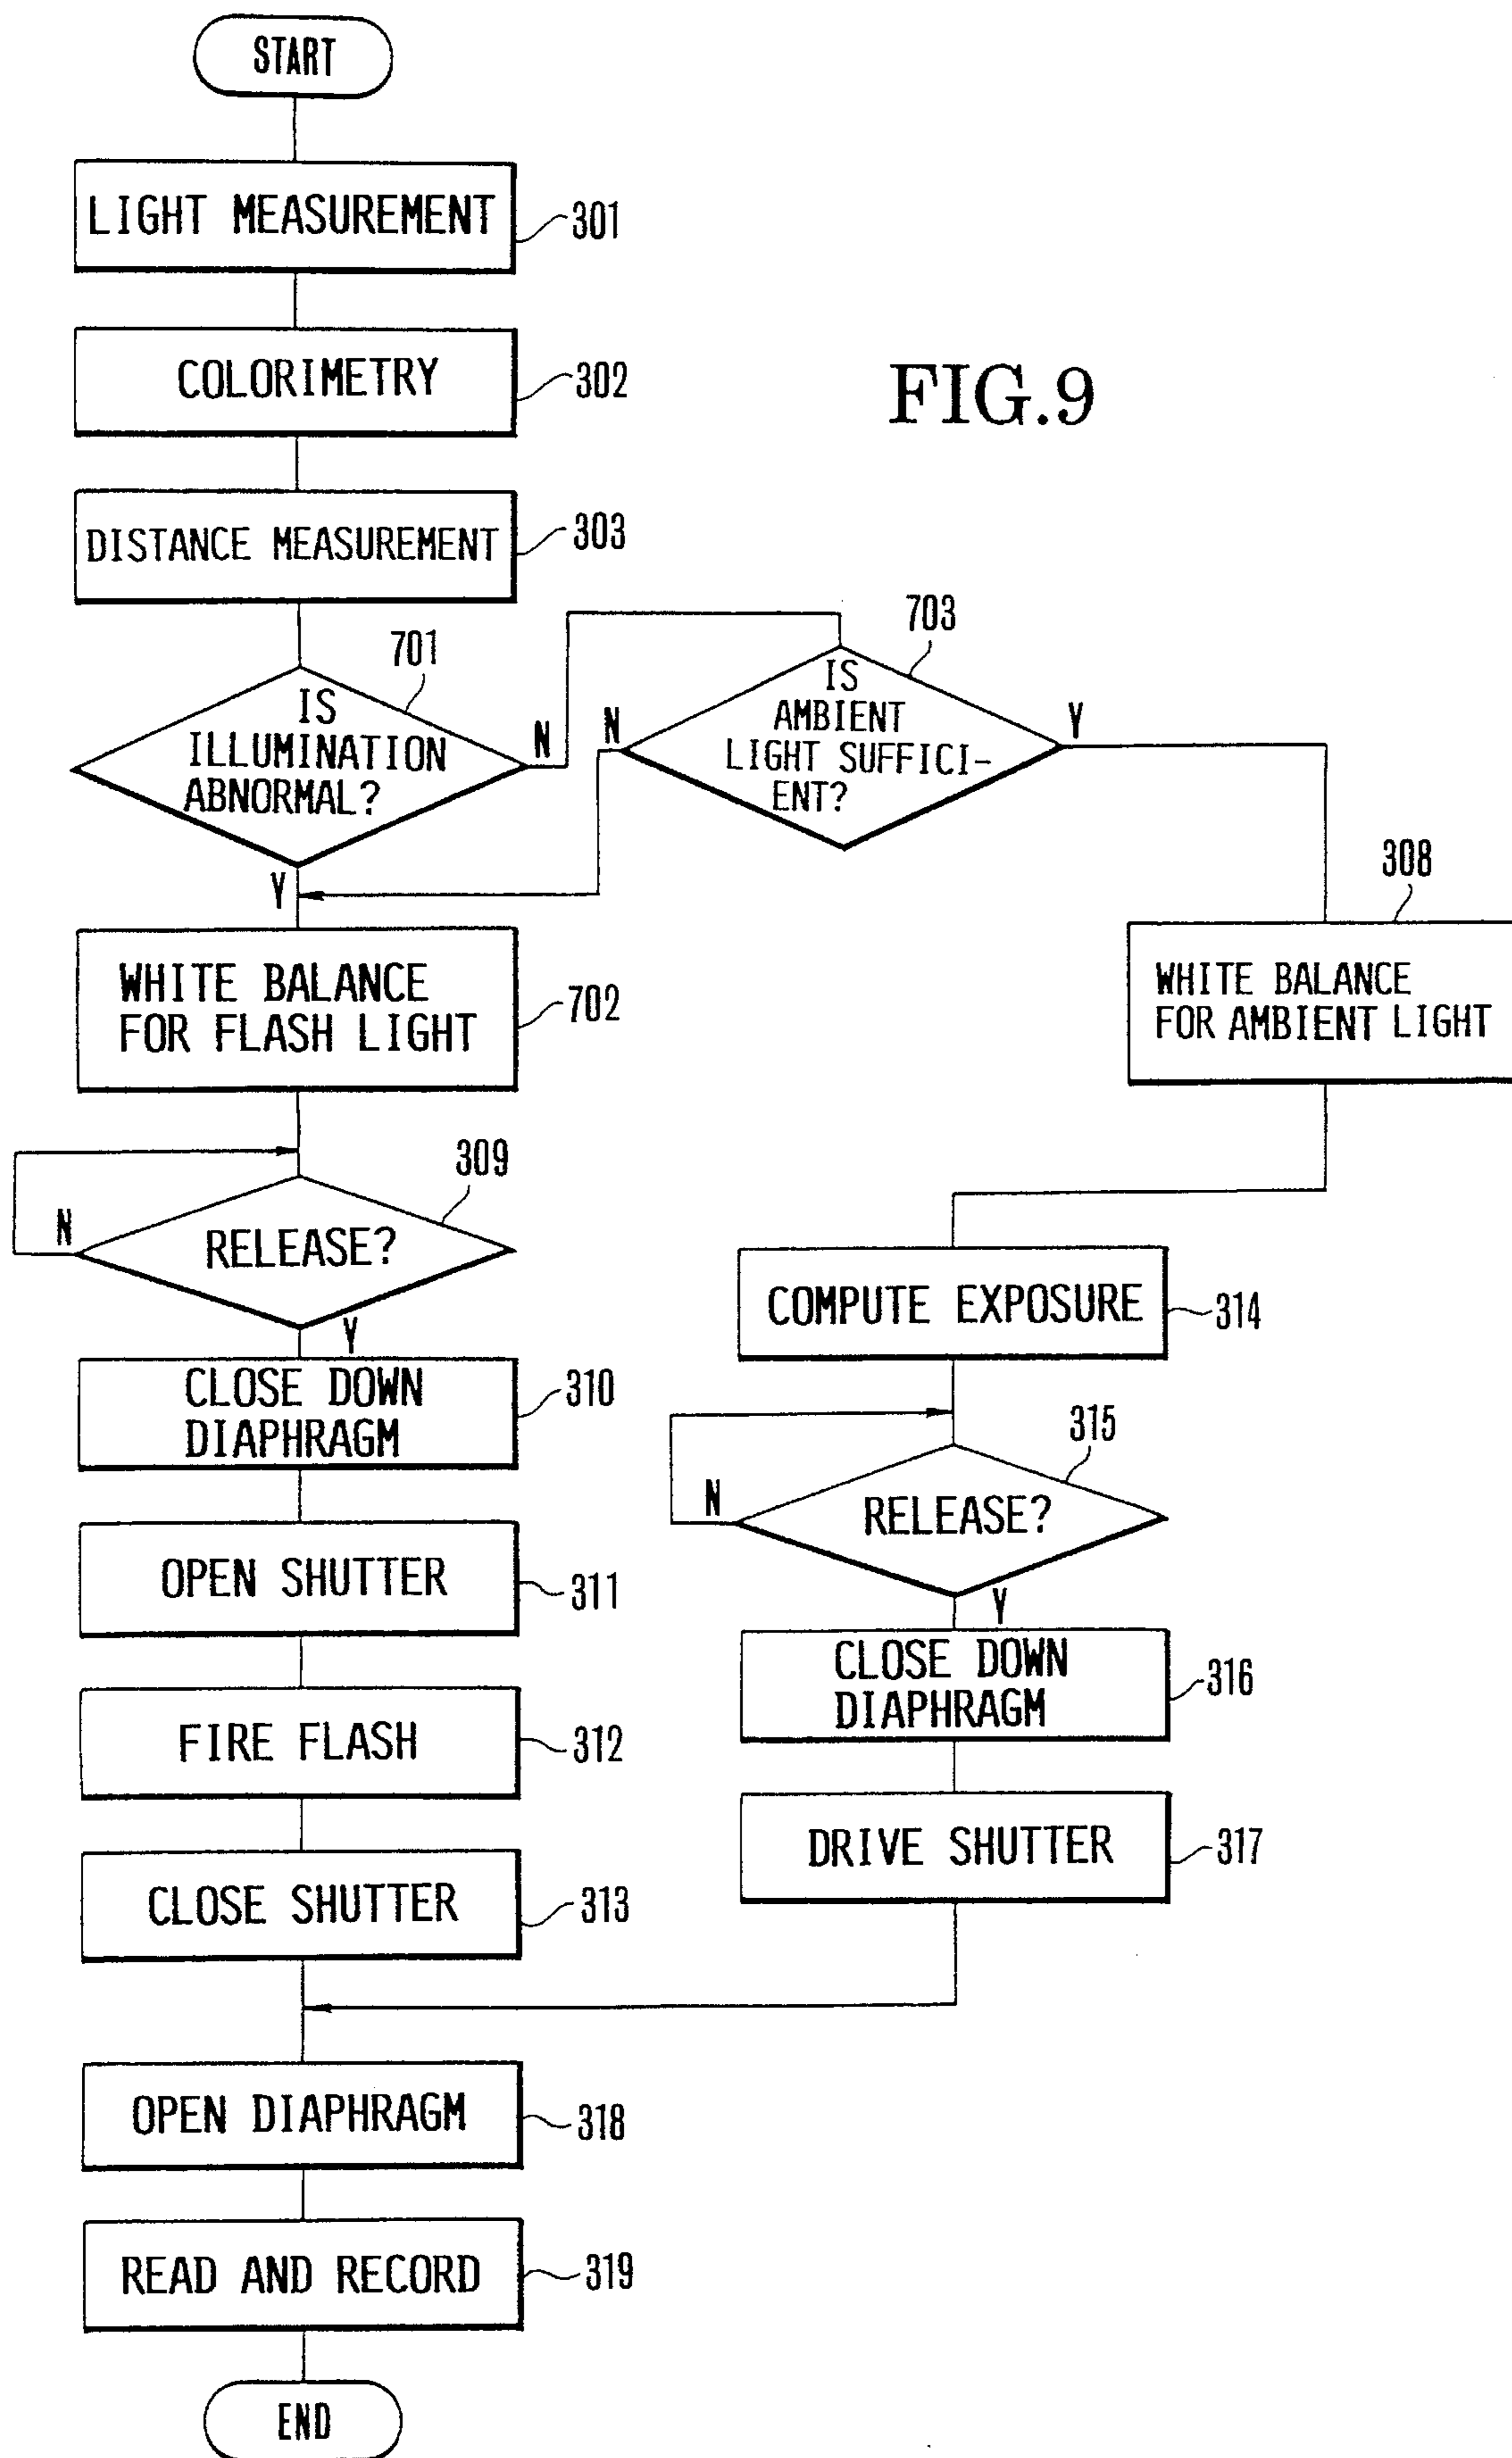 START
LIGHT MEASUREMENT
301
COLORIMETRY
302
FIG.9
DISTANCE MEASUREMENT
303
701
IS
ILLUMINATION
ABNORMAL?
N
Y
703
IS
AMBIENT
LIGHT SUFFICI-
ENT?
N
Y
308
WHITE BALANCE
FOR AMBIENT LIGHT
WHITE BALANCE
FOR FLASH LIGHT
702
309
RELEASE?
N
Y
CLOSE DOWN
DIAPHRAGM
310
OPEN SHUTTER
311
FIRE FLASH
312
CLOSE SHUTTER
313
COMPUTE EXPOSURE
314
315
RELEASE?
N
Y
CLOSE DOWN
DIAPHRAGM
316
DRIVE SHUTTER
317
OPEN DIAPHRAGM
318
READ AND RECORD
319
END